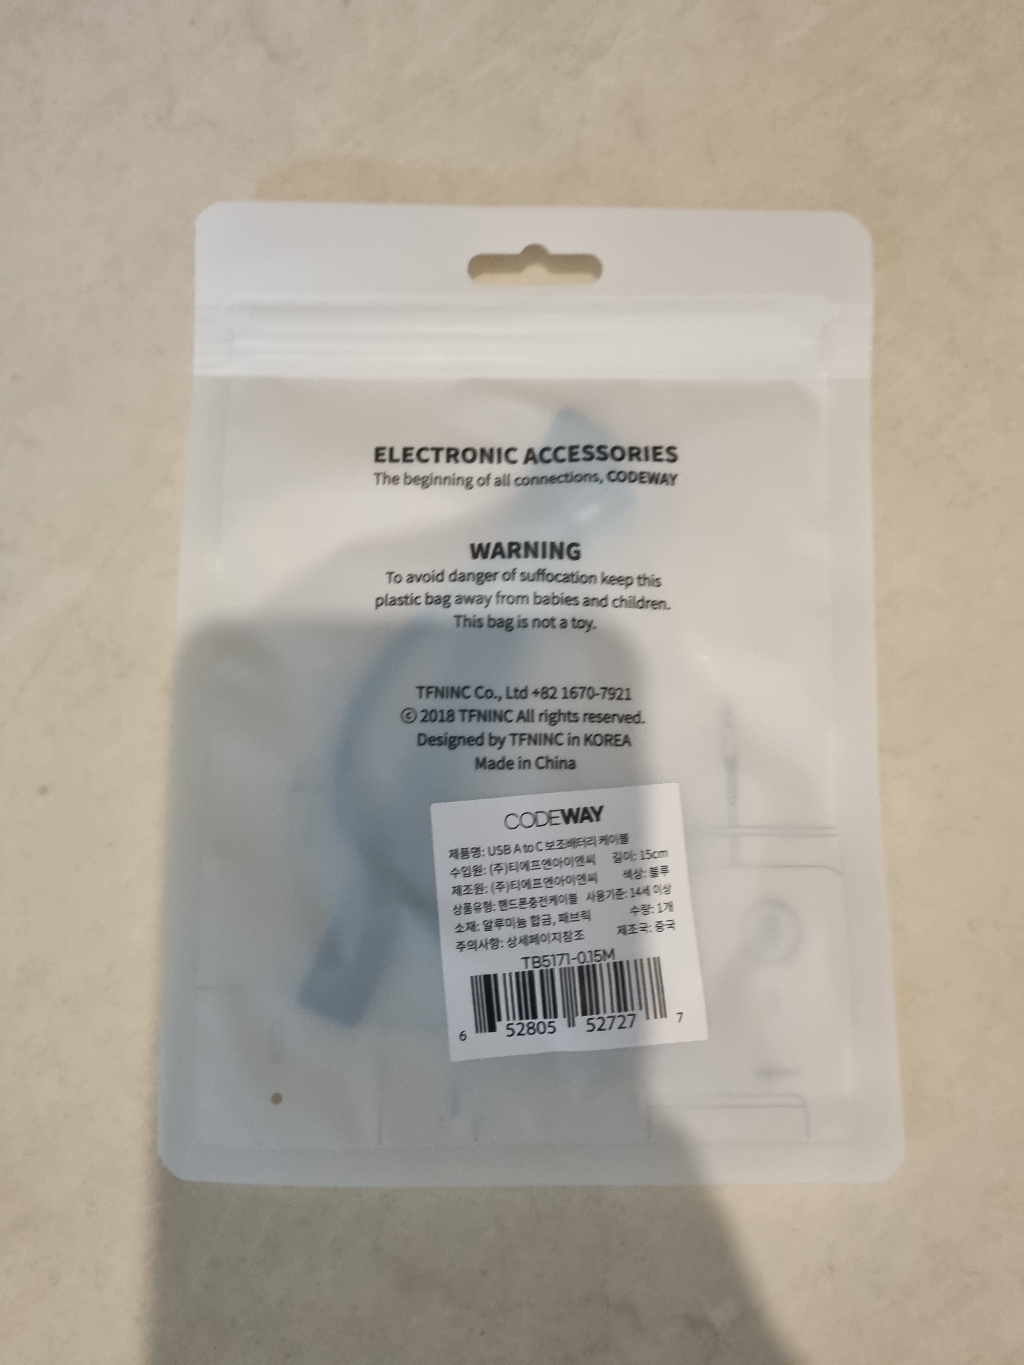 ELECTRONIC ACCESSORIES
The beginning of all connections, CODEWAY
WARNING
To avoid danger of suffocation keep this
plastic bag away from babies and children.
This bag is not a toy.
TFNINC Co., Ltd +82 1670-7921
ⓒ 2018 TFNINC All rights reserved.
Designed by TFNINC in KOREA
Made in China
CODEWAY
제품명: USB A to C 보조배터리 케이블
수입원: (주)티에프엔아이엔씨 길이: 15cm
제조원: (주)티에프엔아이엔씨 색상: 블루
상품유형: 핸드폰충전케이블 사용기준: 14세 이상
소재: 알루미늄 합금, 패브릭 수량: 1개
주의사항: 상세페이지참조 제조국: 중국
TB5171-0.15M
6 52805 52727 7